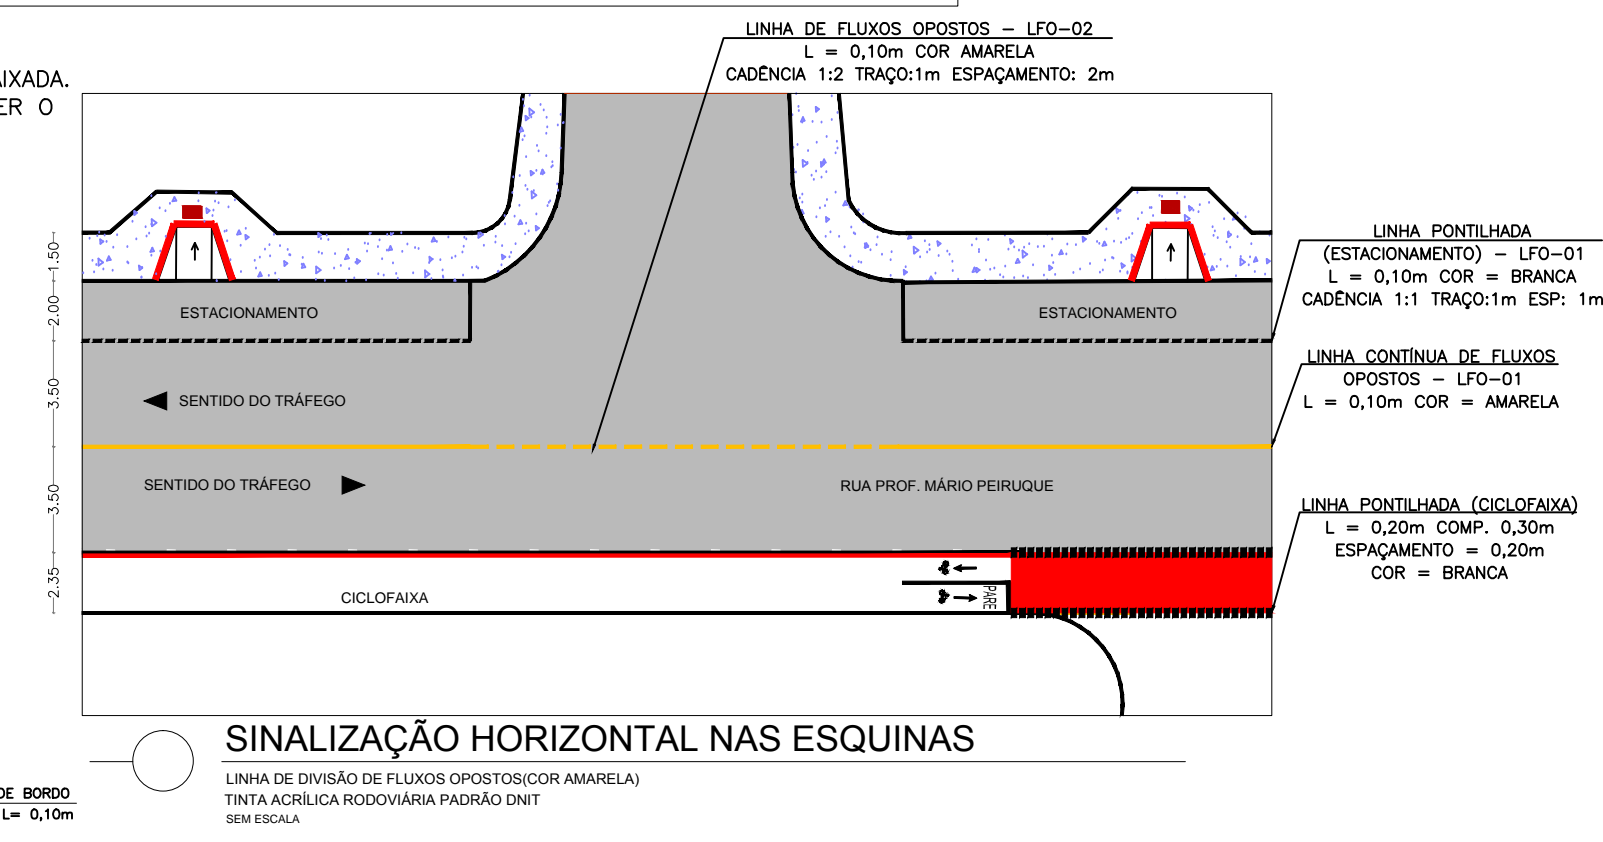 LINHA DE FLUXOS OPOSTOS – LFO–02
L = 0,10m COR AMARELA
CADÊNCIA 1:2 TRAÇO:1m ESPAÇAMENTO: 2m
AIXADA.
ER O
1.50
2.00
3.50
3.50
2.35
ESTACIONAMENTO
ESTACIONAMENTO
SENTIDO DO TRÁFEGO
SENTIDO DO TRÁFEGO
RUA PROF. MÁRIO PEIRUQUE
CICLOFAIXA
PARE
LINHA PONTILHADA
(ESTACIONAMENTO) – LFO–01
L = 0,10m COR = BRANCA
CADÊNCIA 1:1 TRAÇO:1m ESP: 1m
LINHA CONTÍNUA DE FLUXOS
OPOSTOS – LFO–01
L = 0,10m COR = AMARELA
LINHA PONTILHADA (CICLOFAIXA)
L = 0,20m COMP. 0,30m
ESPAÇAMENTO = 0,20m
COR = BRANCA
SINALIZAÇÃO HORIZONTAL NAS ESQUINAS
LINHA DE DIVISÃO DE FLUXOS OPOSTOS(COR AMARELA)
TINTA ACRÍLICA RODOVIÁRIA PADRÃO DNIT
SEM ESCALA
DE BORDO
L= 0,10m